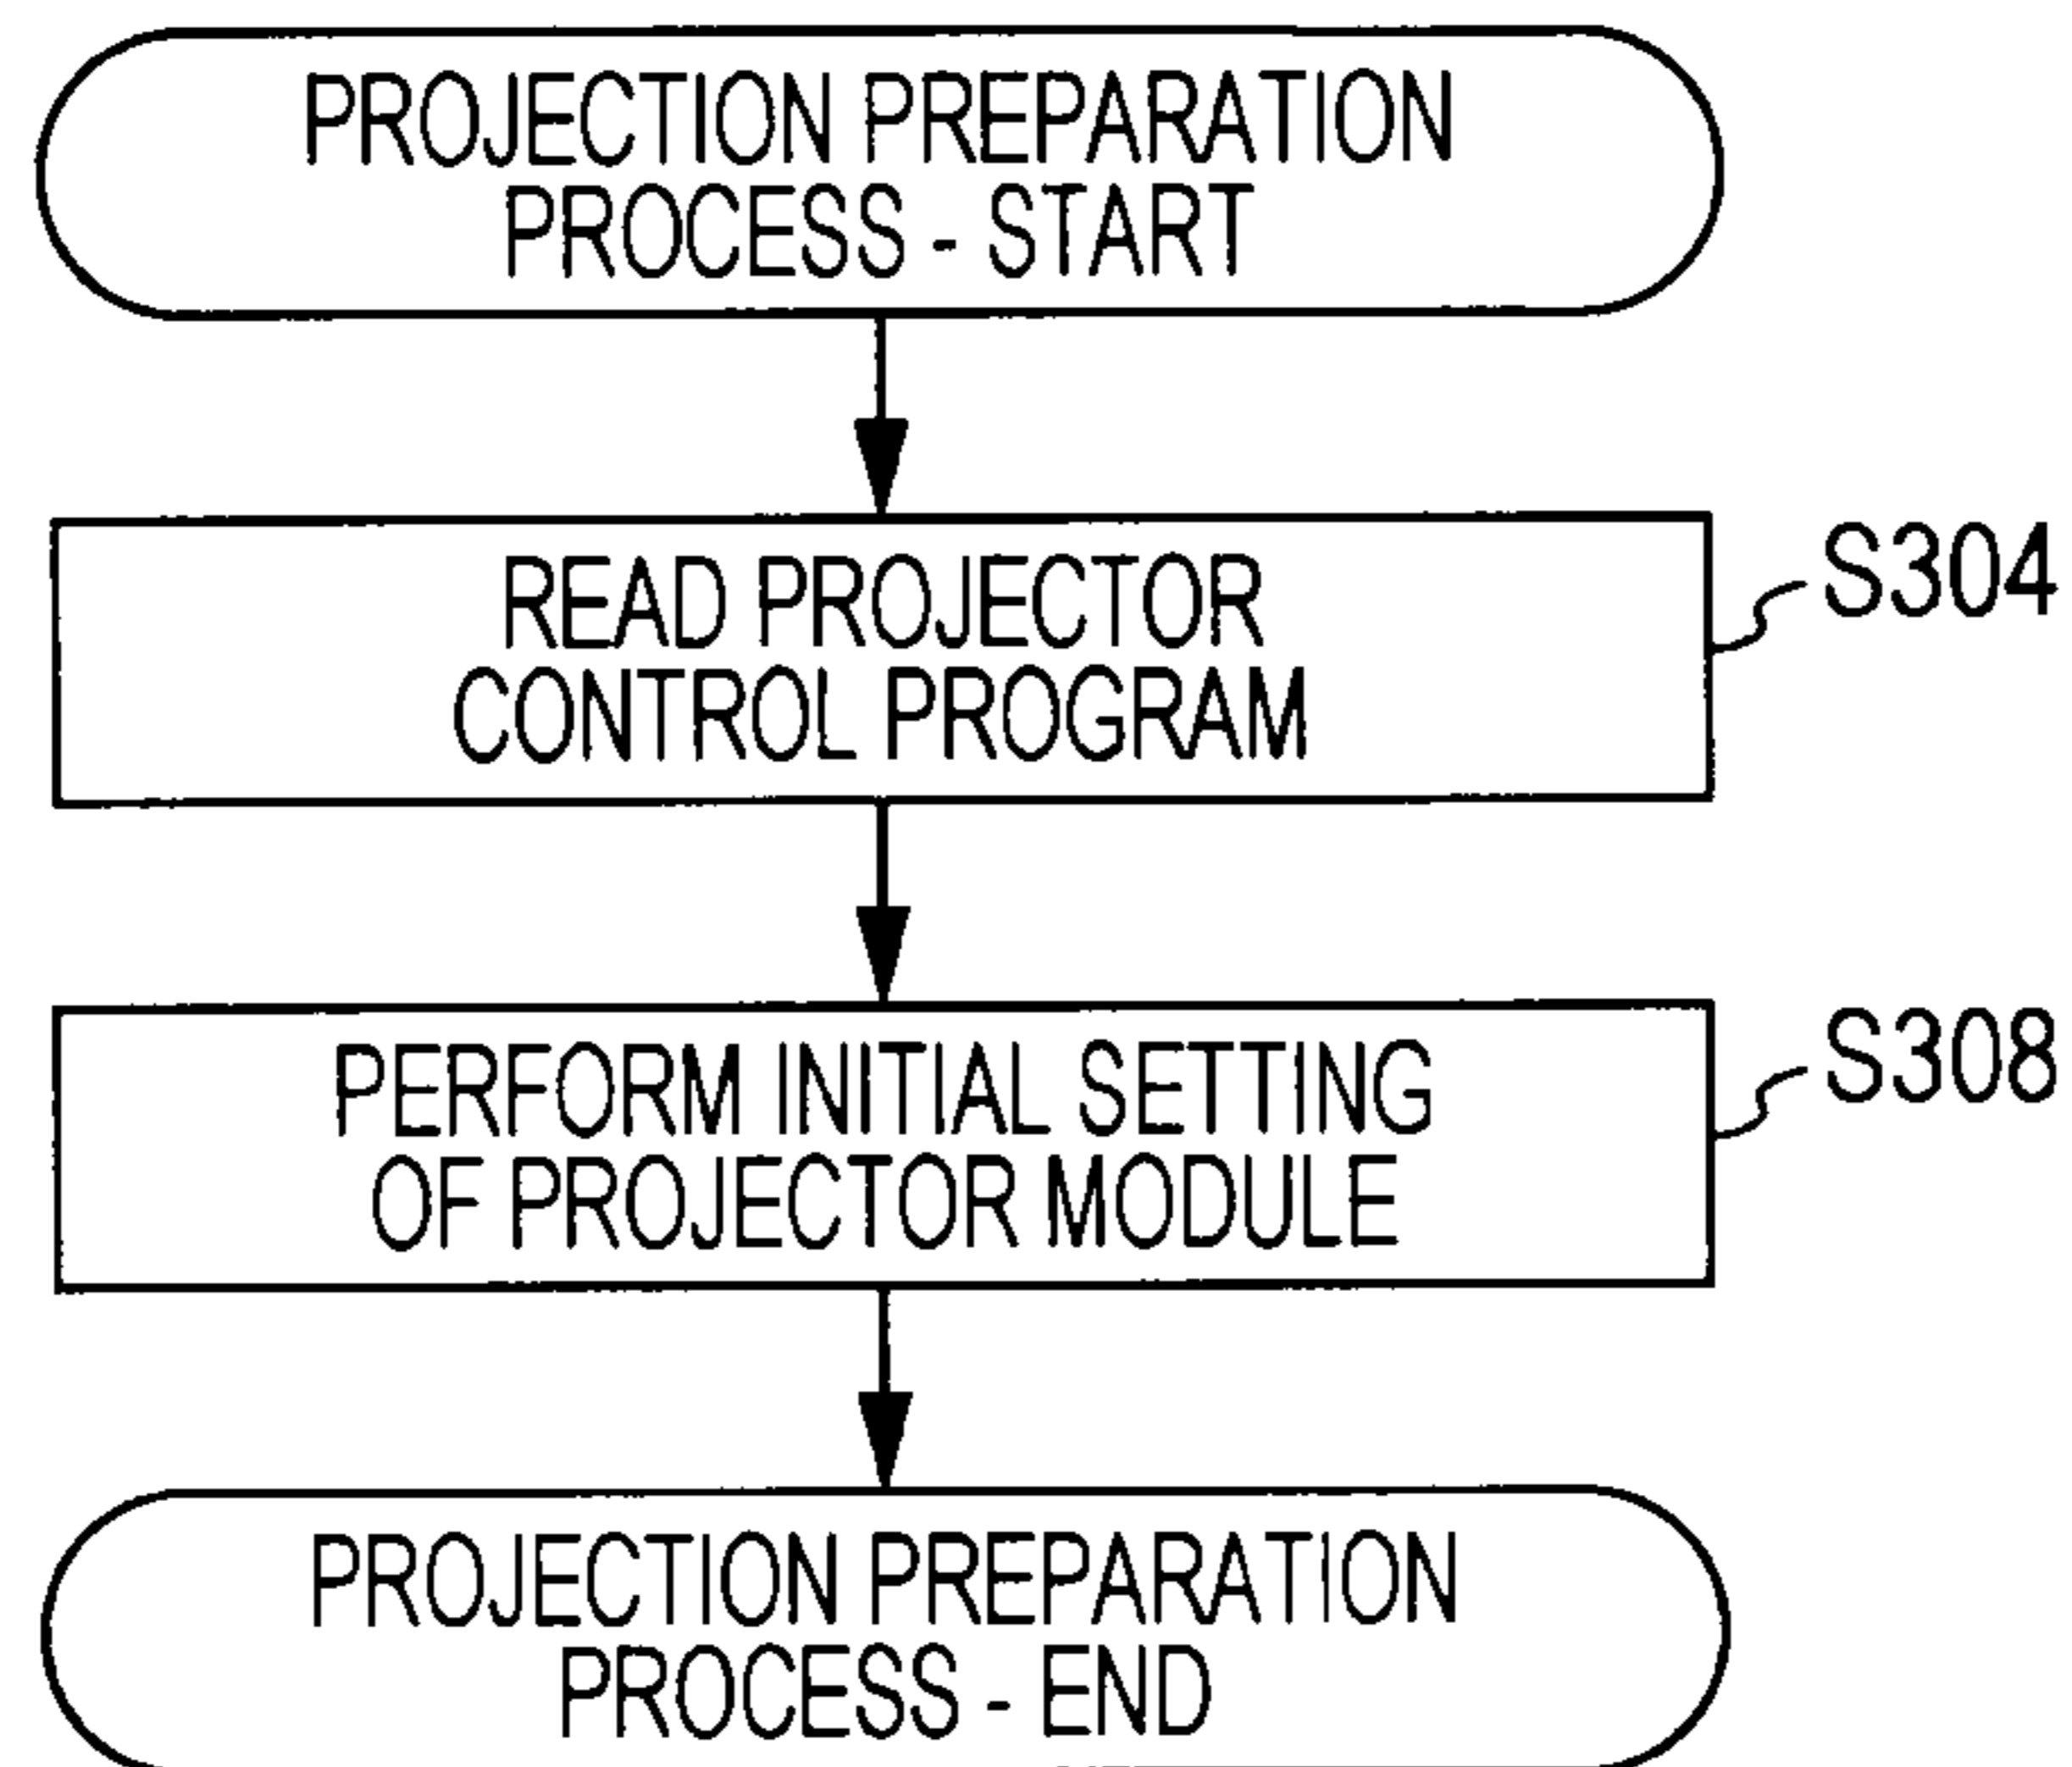 PROJECTION PREPARATION
PROCESS - START
READ PROJECTOR
CONTROL PROGRAM
S304
PERFORM INITIAL SETTING
OF PROJECTOR MODULE
S308
PROJECTION PREPARATION
PROCESS - END